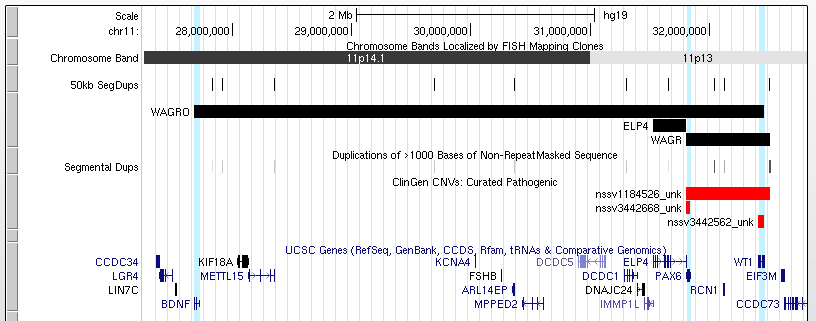 Scale 2 Mb hg19
chr11: 28,000,000 29,000,000 30,000,000 31,000,000 32,000,000
Chromosome Bands Localized by FISH Mapping Clones
Chromosome Band 11p14.1 11p13
50kb SegDups
WAGRO
ELP4
WAGR
Duplications of >1000 Bases of Non-RepeatMasked Sequence
Segmental Dups
ClinGen CNVs: Curated Pathogenic
nssv1184526_unk
nssv3442668_unk
nssv3442562_unk
UCSC Genes (RefSeq, GenBank, CCDS, Rfam, tRNAs & Comparative Genomics)
CCDC34 KIF18A KCNA4 DCDC5 ELP4 WT1
LGR4 METTL15 FSHB DCDC1 PAX6 EIF3M
LIN7C ARL14EP DNAJC24 RCN1
BDNF MPPED2 IMMP1L CCDC73